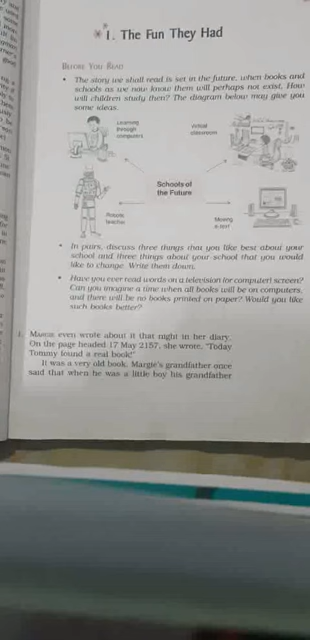 1. The Fun They Had
BEFORE YOU READ
• The story we shall read is set in the future, when books and
schools as we now know them will perhaps not exist. How
will children study then? The diagram below may give you
some ideas.
Learning
through
computers
Virtual
classroom
Schools of
the Future
Robotic
teacher
Moving
e-text
• In pairs, discuss three things that you like best about your
school and three things about your school that you would
like to change. Write them down.
• Have you ever read words on a television (or computer) screen?
Can you imagine a time when all books will be on computers,
and there will be no books printed on paper? Would you like
such books better?
1. MARGIE even wrote about it that night in her diary.
On the page headed 17 May 2157, she wrote, "Today
Tommy found a real book!"
It was a very old book. Margie's grandfather once
said that when he was a little boy his grandfather